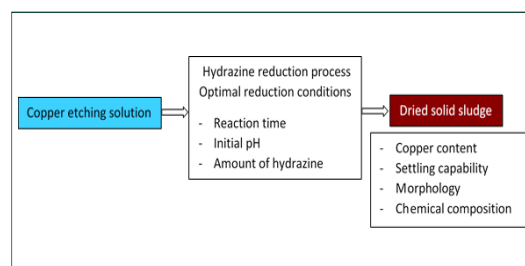 Copper etching solution
Hydrazine reduction process
Optimal reduction conditions
- Reaction time
- Initial pH
- Amount of hydrazine
Dried solid sludge
- Copper content
- Settling capability
- Morphology
- Chemical composition